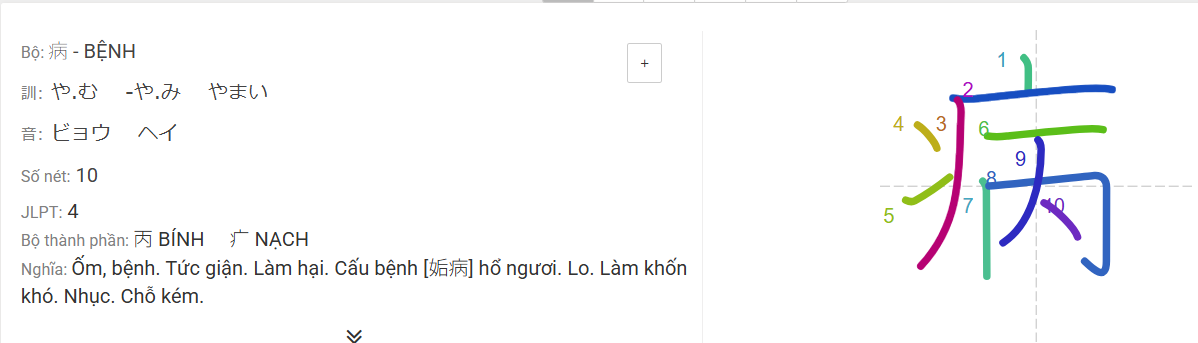 Bộ: 病 - BỆNH
訓: や.む -や.み やまい
音: ビョウ ヘイ
Số nét: 10
JLPT: 4
Bộ thành phần: 丙 BÍNH 疒 NẠCH
Nghĩa: Ốm, bệnh. Tức giận. Làm hại. Cấu bệnh [姤病] hổ ngươi. Lo. Làm khốn
khó. Nhục. Chỗ kém.
+
病
1
2
3
4
5
6
7
8
9
10